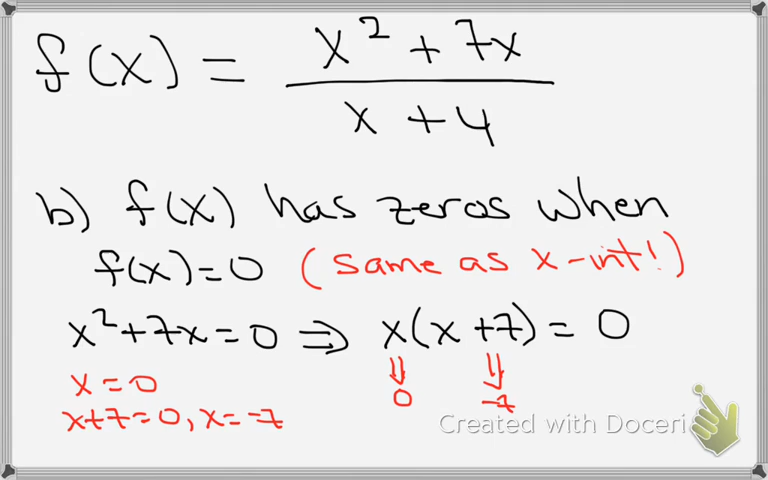 f(x) = x² + 7x / x + 4
b) f(x) has zeros when
f(x) = 0 (same as x-int!)
x² + 7x = 0 ⇒ x(x + 7) = 0
x = 0 ⇓ 0 ⇓ -7
x + 7 = 0, x = -7
Created with Doceri